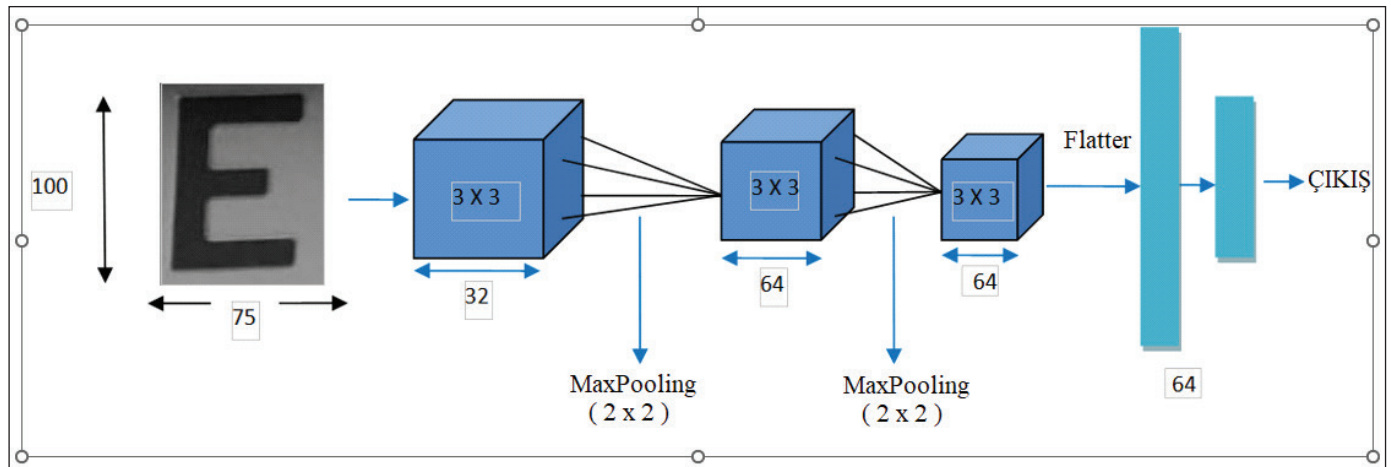 100
E
75
3 X 3
32
MaxPooling
( 2 x 2 )
3 X 3
64
MaxPooling
( 2 x 2 )
3 X 3
64
Flatter
64
ÇIKIŞ